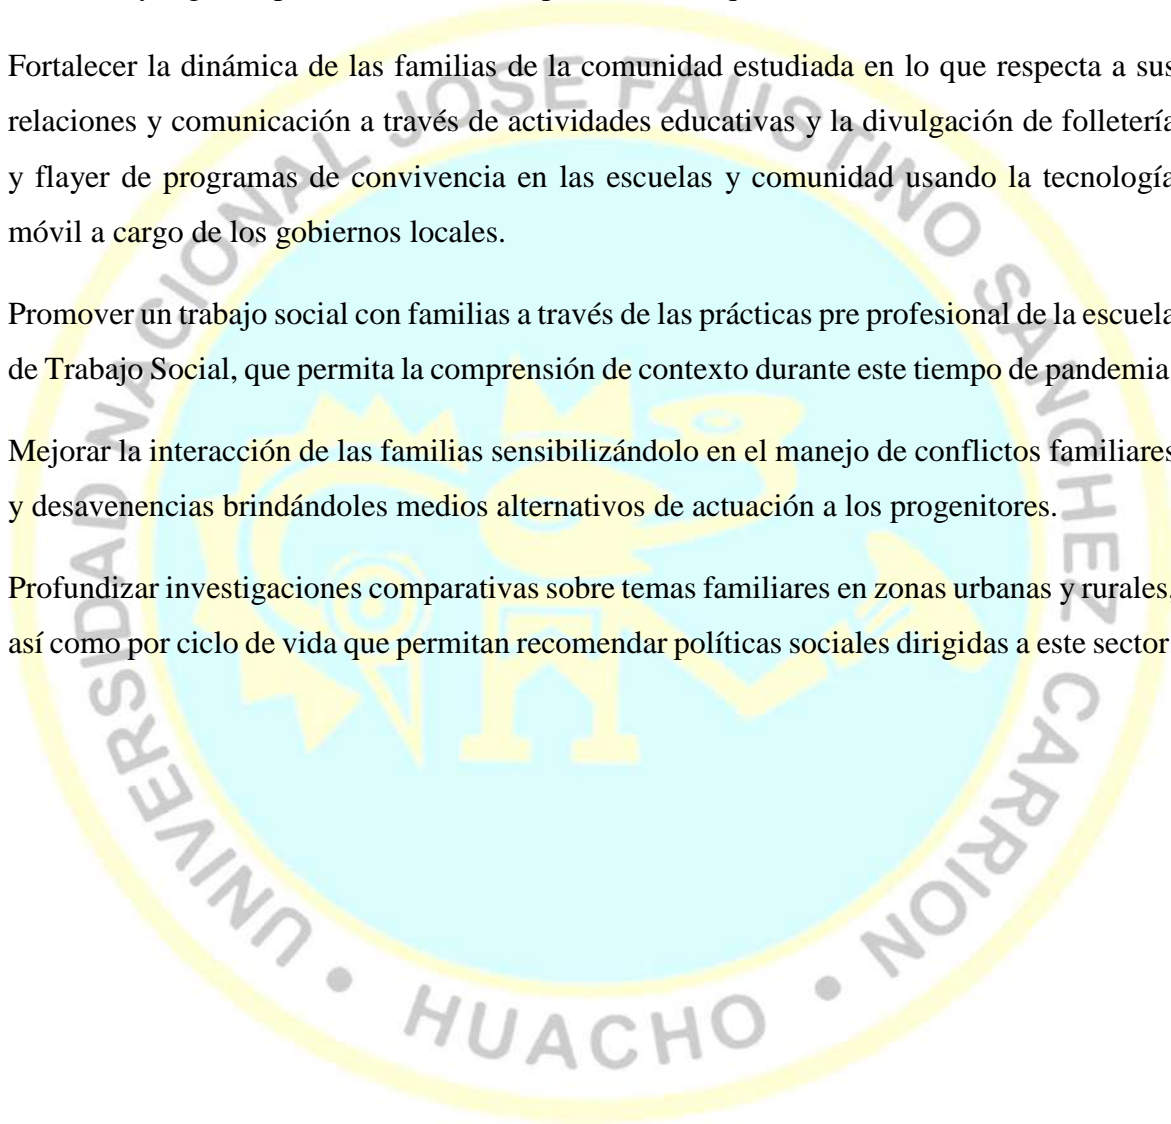 Fortalecer la dinámica de las familias de la comunidad estudiada en lo que respecta a sus
relaciones y comunicación a través de actividades educativas y la divulgación de folletería
y flayer de programas de convivencia en las escuelas y comunidad usando la tecnología
móvil a cargo de los gobiernos locales.
Promover un trabajo social con familias a través de las prácticas pre profesional de la escuela
de Trabajo Social, que permita la comprensión de contexto durante este tiempo de pandemia
Mejorar la interacción de las familias sensibilizándolo en el manejo de conflictos familiares
y desavenencias brindándoles medios alternativos de actuación a los progenitores.
Profundizar investigaciones comparativas sobre temas familiares en zonas urbanas y rurales,
así como por ciclo de vida que permitan recomendar políticas sociales dirigidas a este sector
UNIVERSIDAD NACIONAL JOSE FAUSTINO SANCHEZ CARRION
• HUACHO •